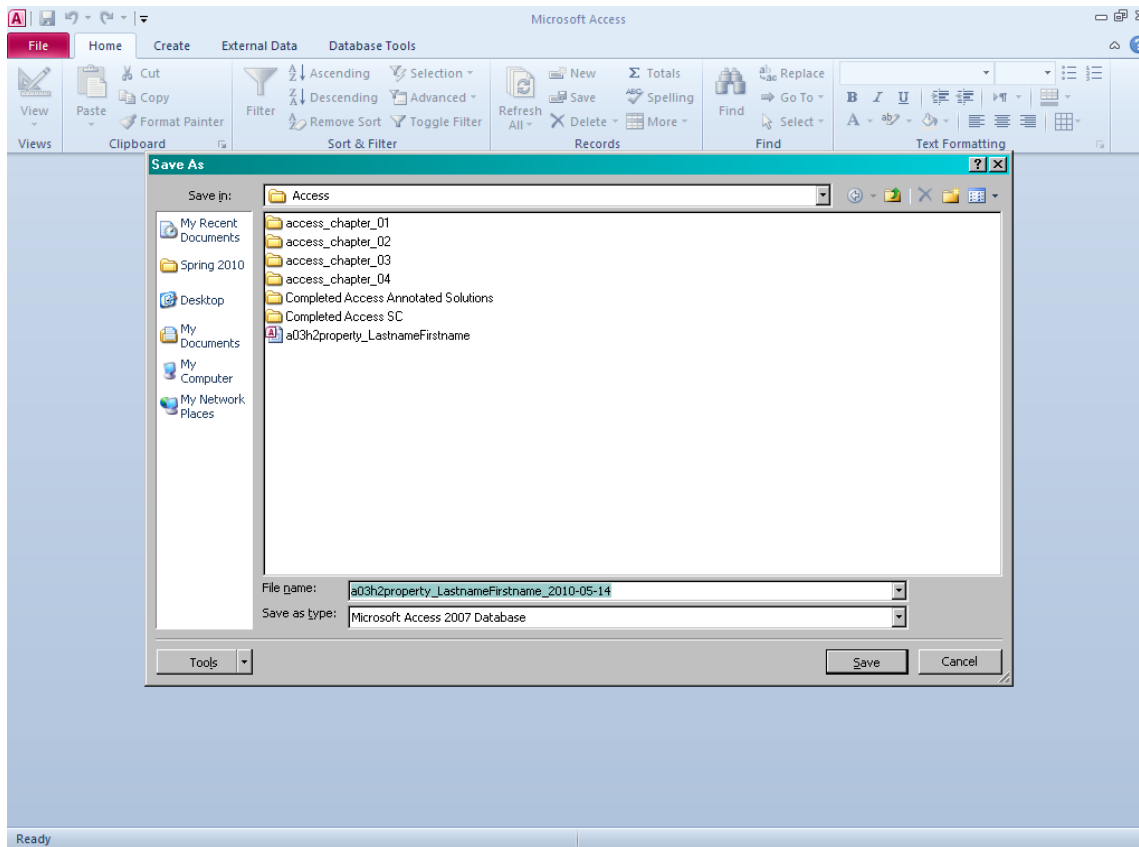 Microsoft Access
File Home Create External Data Database Tools
Cut Ascending Selection New Totals Replace
Copy Descending Advanced Save Spelling Go To
View Paste Format Painter Filter Remove Sort Toggle Filter Refresh All Delete More Find Select
Views Clipboard Sort & Filter Records Find Text Formatting
Save As
Save in: Access
My Recent Documents
Spring 2010
Desktop
My Documents
My Computer
My Network Places
access_chapter_01
access_chapter_02
access_chapter_03
access_chapter_04
Completed Access Annotated Solutions
Completed Access SC
a03h2property_LastnameFirstname
File name: a03h2property_LastnameFirstname_2010-05-14
Save as type: Microsoft Access 2007 Database
Tools Save Cancel
Ready